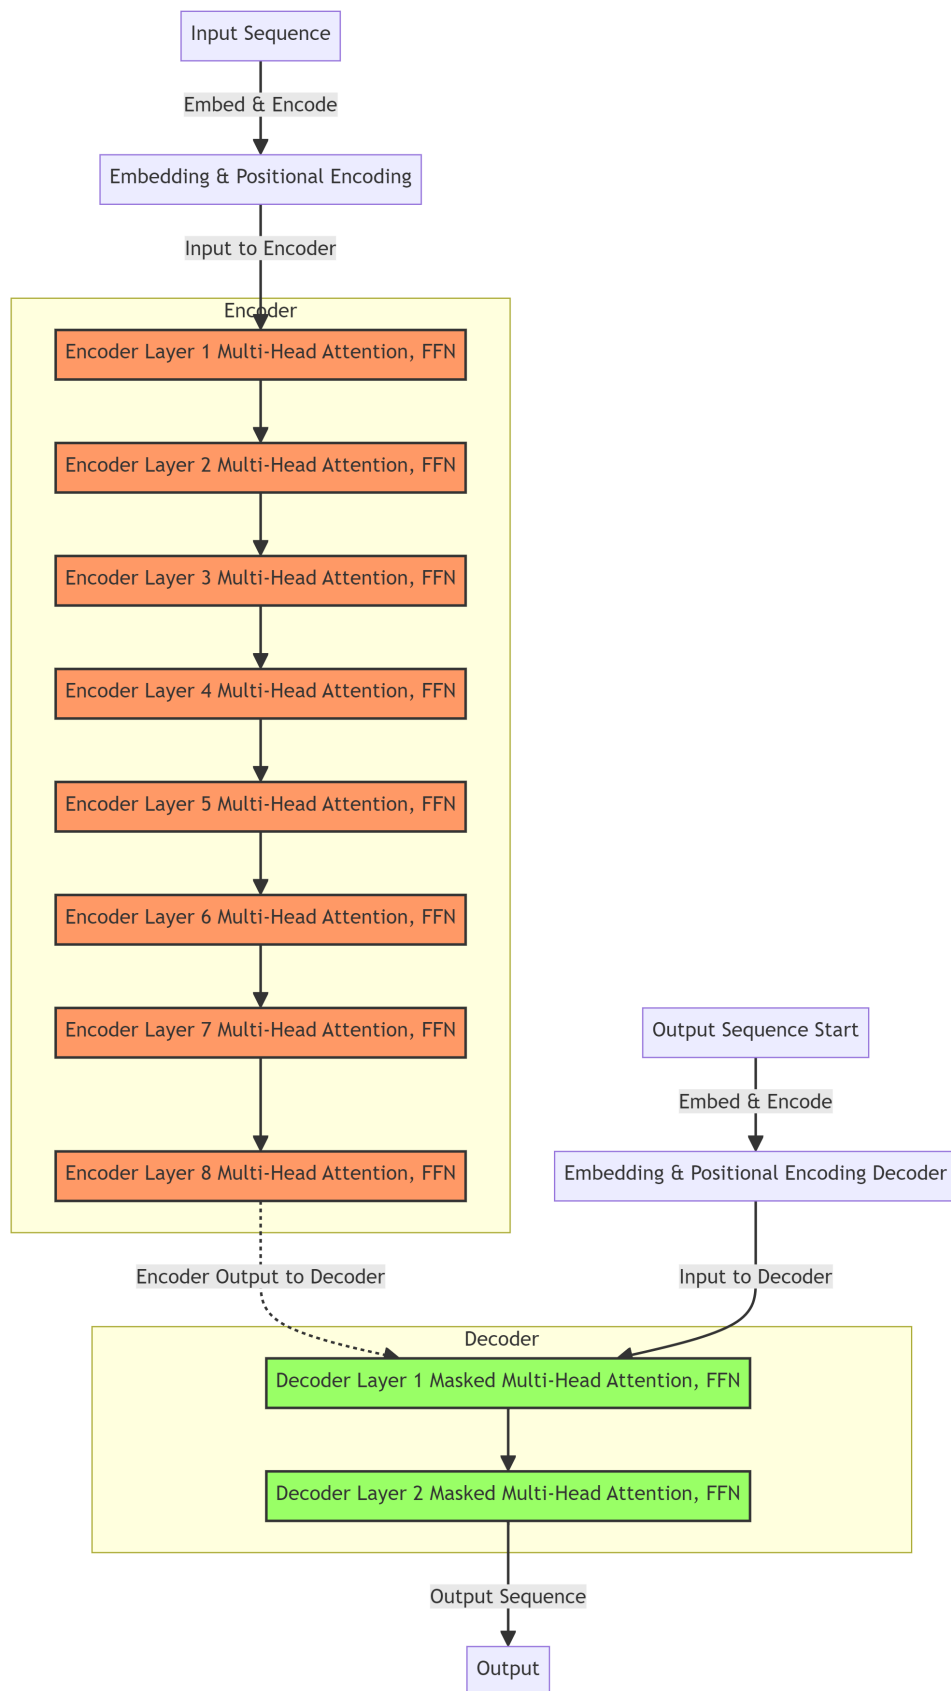 Input Sequence
Embed & Encode
Embedding & Positional Encoding
Input to Encoder
Encoder
Encoder Layer 1 Multi-Head Attention, FFN
Encoder Layer 2 Multi-Head Attention, FFN
Encoder Layer 3 Multi-Head Attention, FFN
Encoder Layer 4 Multi-Head Attention, FFN
Encoder Layer 5 Multi-Head Attention, FFN
Encoder Layer 6 Multi-Head Attention, FFN
Encoder Layer 7 Multi-Head Attention, FFN
Output Sequence Start
Embed & Encode
Encoder Layer 8 Multi-Head Attention, FFN
Embedding & Positional Encoding Decoder
Encoder Output to Decoder
Input to Decoder
Decoder
Decoder Layer 1 Masked Multi-Head Attention, FFN
Decoder Layer 2 Masked Multi-Head Attention, FFN
Output Sequence
Output